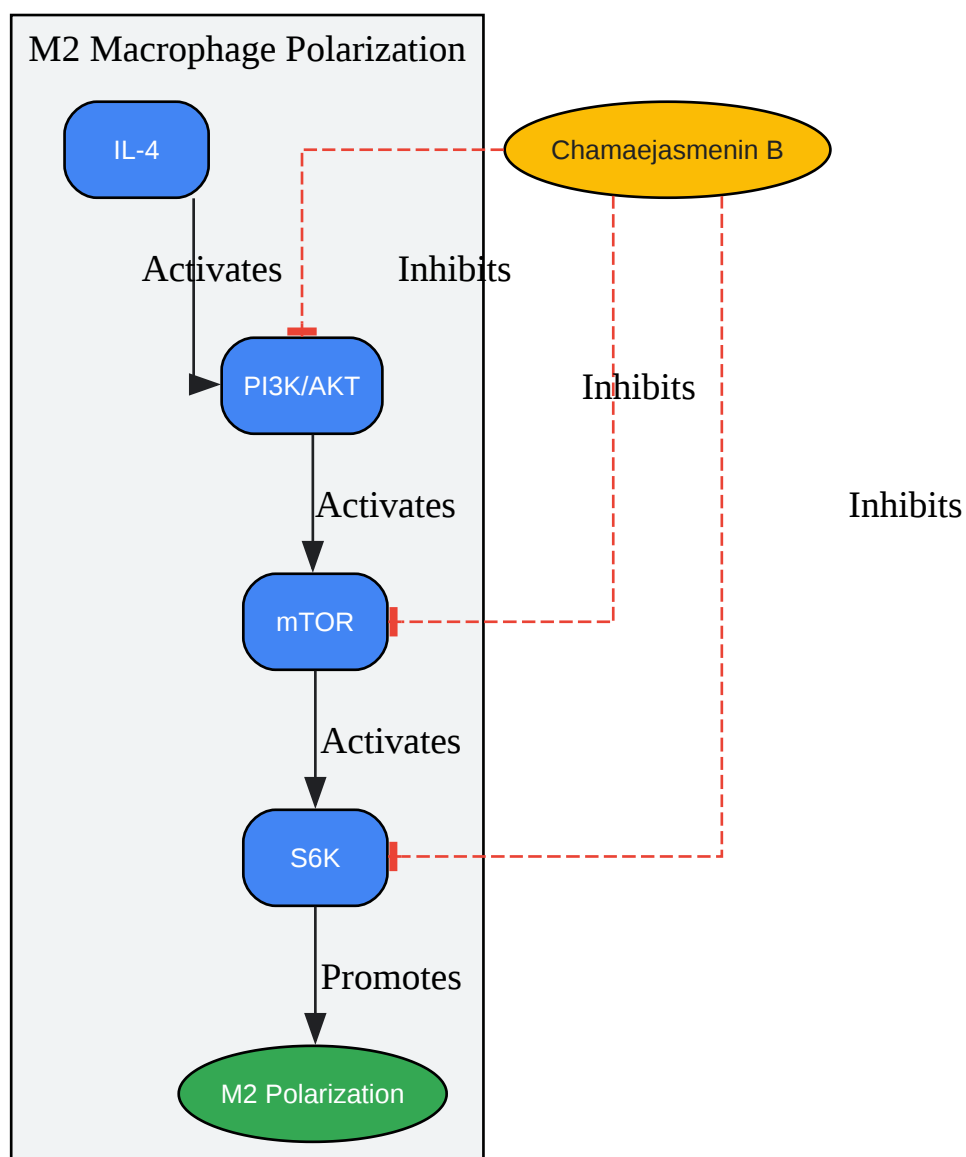 M2 Macrophage Polarization
IL-4
Chamaejasmenin B
Activates
Inhibits
PI3K/AKT
Inhibits
Activates
Inhibits
mTOR
Activates
S6K
Promotes
M2 Polarization